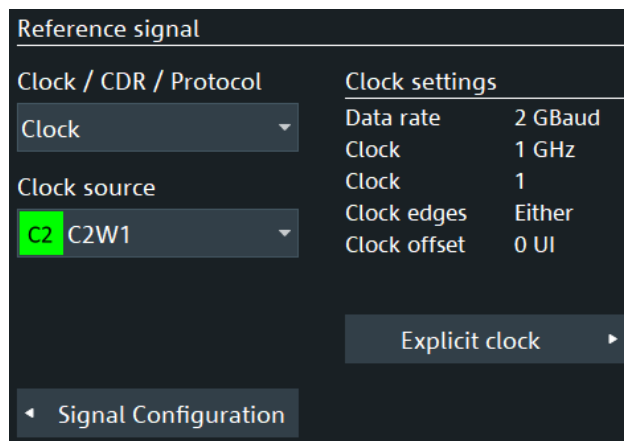 Reference signal
Clock / CDR / Protocol
Clock
Clock source
C2 C2W1
Signal Configuration
Clock settings
Data rate 2 GBaud
Clock 1 GHz
Clock 1
Clock edges Either
Clock offset 0 UI
Explicit clock